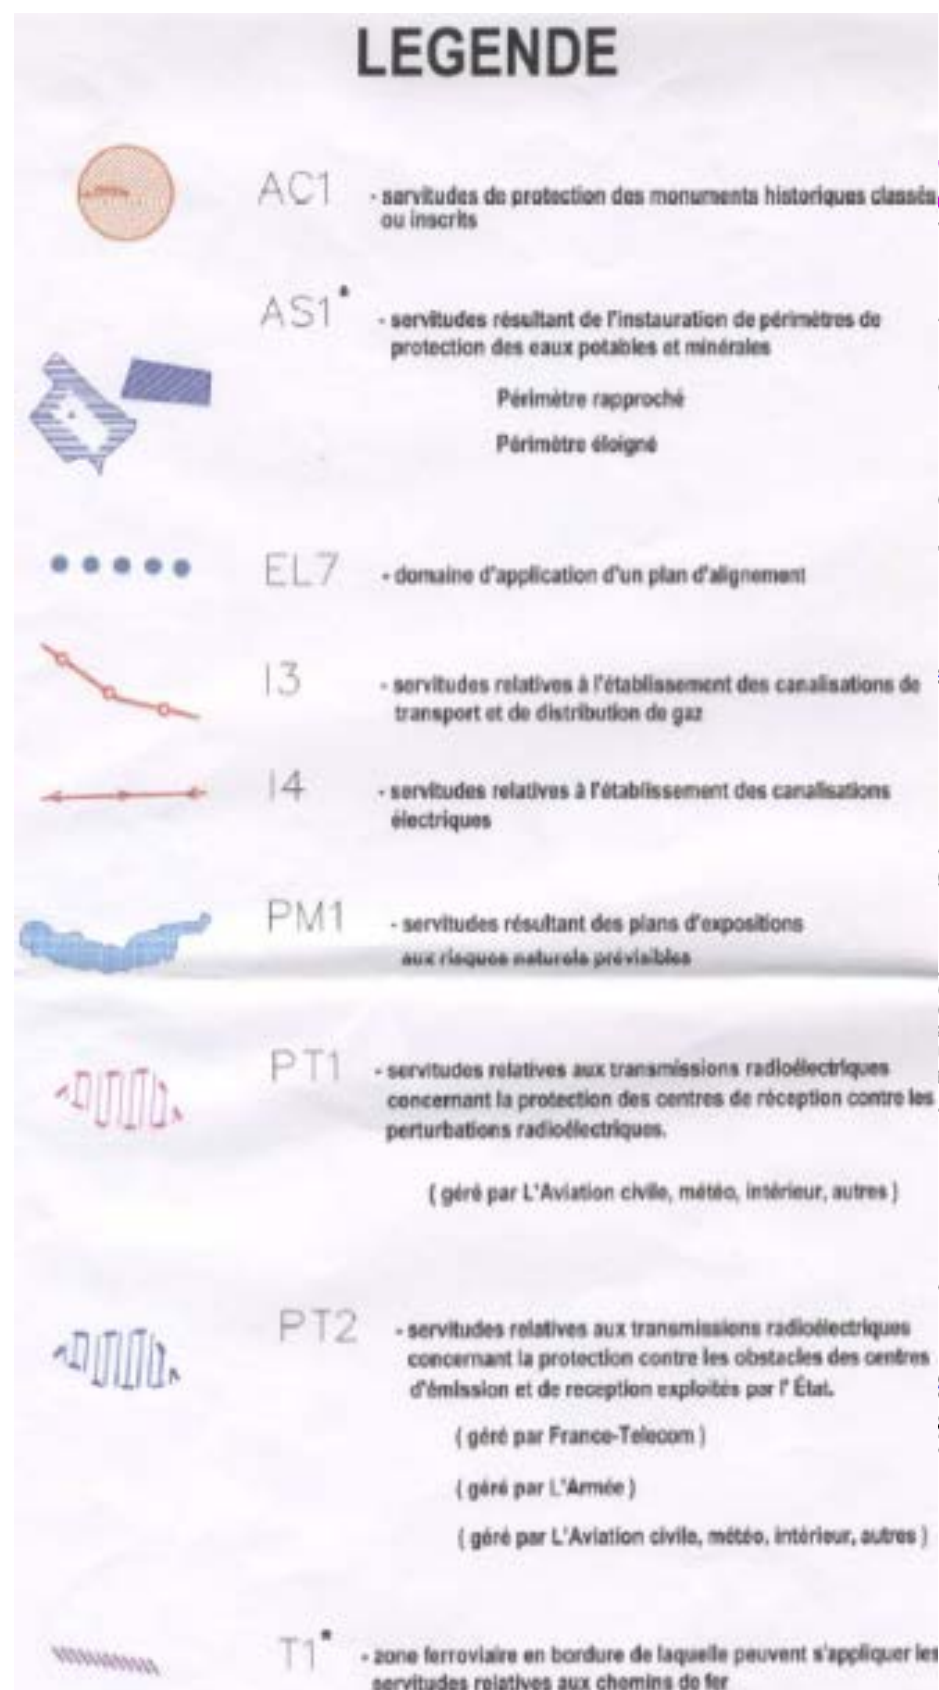 LEGENDE
AC1 - servitudes de protection des monuments historiques classés
ou inscrits
AS1* - servitudes résultant de l'instauration de périmètres de
protection des eaux potables et minérales
Périmètre rapproché
Périmètre éloigné
EL7 - domaine d'application d'un plan d'alignement
I3 - servitudes relatives à l'établissement des canalisations de
transport et de distribution de gaz
I4 - servitudes relatives à l'établissement des canalisations
électriques
PM1 - servitudes résultant des plans d'expositions
aux risques naturels prévisibles
PT1 - servitudes relatives aux transmissions radioélectriques
concernant la protection des centres de réception contre les
perturbations radioélectriques.
( géré par L'Aviation civile, météo, intérieur, autres )
PT2 - servitudes relatives aux transmissions radioélectriques
concernant la protection contre les obstacles des centres
d'émission et de reception exploités par l' État.
( géré par France-Telecom )
( géré par L'Armée )
( géré par L'Aviation civile, météo, intérieur, autres )
T1* - zone ferroviaire en bordure de laquelle peuvent s'appliquer les
servitudes relatives aux chemins de fer